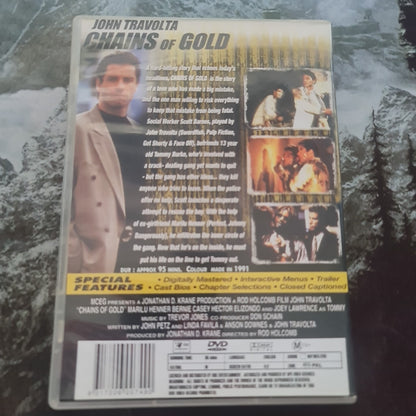 JOHN TRAVOLTA
CHAINS OF GOLD
A hard-hitting story that echoes today's
headlines, CHAINS OF GOLD is the story
of a teen who has made a big mistake,
and the one man willing to risk everything
to keep that mistake from being fatal.
Social Worker Scott Barnes, played by
John Travolta (Swordfish, Pulp Fiction,
Get Shorty & Face Off), befriends 13 year
old Tommy Burke, who's involved with a
crack-dealing gang yet wants to quit
- but the gang has other ideas... they kill
anyone who tries to leave. When the police
offer no help, Scott launches a desperate
attempt to rescue the boy. With the help
of ex-girlfriend Marilu Henner (Perfect, Johnny
Dangerously), he infiltrates the inner circle of
the gang. Now that he's on the inside, he must
put his life on the line to get Tommy out.
DUR : APPROX. 95 MINS. COLOUR MADE IN 1991
SPECIAL FEATURES
• Digitally Mastered • Interactive Menus • Trailer
• Cast Bios • Chapter Selections • Closed Captioned
MCEG PRESENTS A JONATHAN D. KRANE PRODUCTION A ROD HOLCOMB FILM JOHN TRAVOLTA
"CHAINS OF GOLD" MARILU HENNER BERNIE CASEY HECTOR ELIZONDO AND JOEY LAWRENCE AS TOMMY
MUSIC BY TREVOR JONES CO-PRODUCER DON SCHAIN
WRITTEN BY JOHN PETZ AND LINDA FAVILA & ANSON DOWNES & JOHN TRAVOLTA
PRODUCED BY JONATHAN D. KRANE DIRECTED BY ROD HOLCOMB
DVD
DOLBY
M